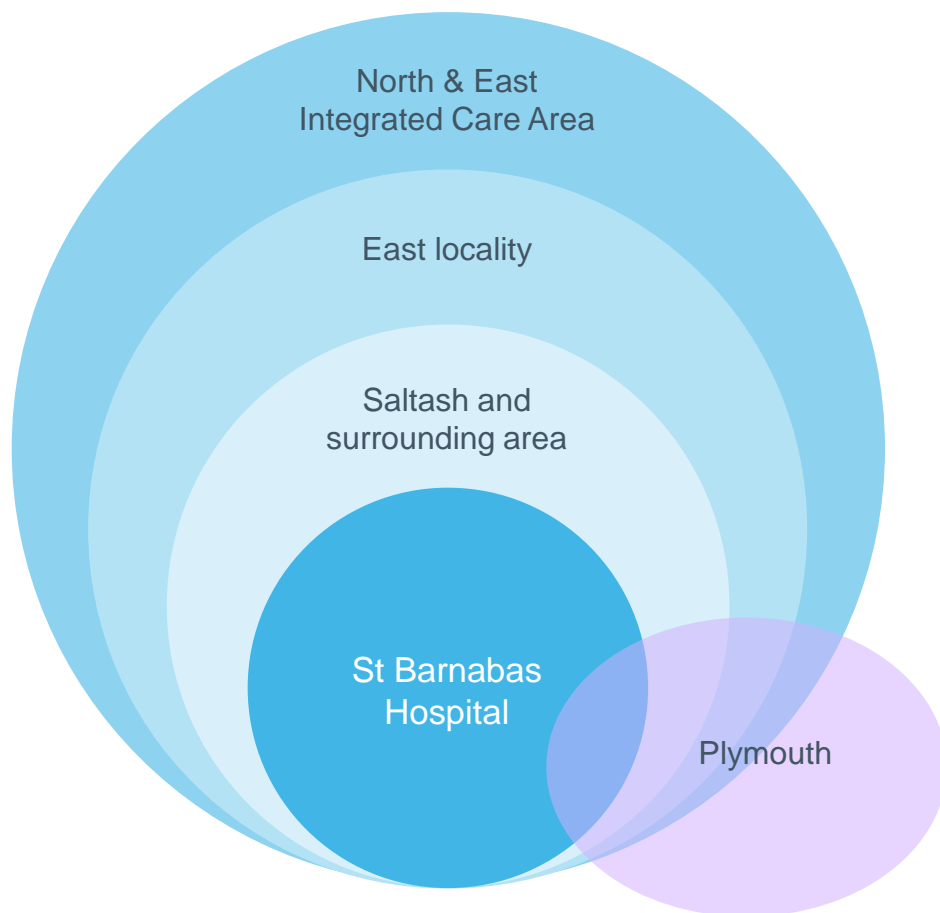 North & East
Integrated Care Area
East locality
Saltash and
surrounding area
St Barnabas
Hospital
Plymouth